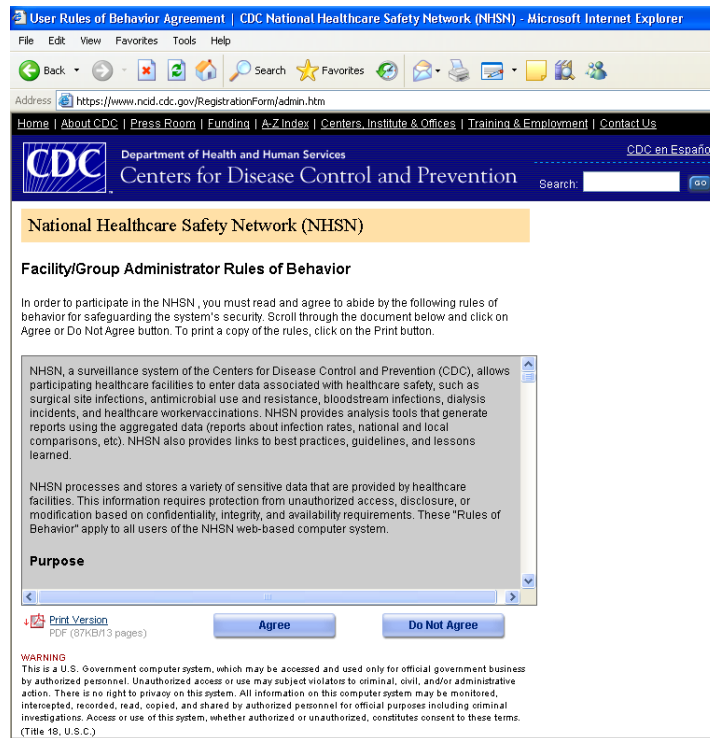 User Rules of Behavior Agreement | CDC National Healthcare Safety Network (NHSN) - Microsoft Internet Explorer
File Edit View Favorites Tools Help
Back Search Favorites
Address https://www.ncid.cdc.gov/RegistrationForm/admin.htm
Home | About CDC | Press Room | Funding | A-Z Index | Centers, Institute & Offices | Training & Employment | Contact Us
CDC en Españo
CDC Department of Health and Human Services
Centers for Disease Control and Prevention
Search: GO
National Healthcare Safety Network (NHSN)
Facility/Group Administrator Rules of Behavior
In order to participate in the NHSN , you must read and agree to abide by the following rules of
behavior for safeguarding the system's security. Scroll through the document below and click on
Agree or Do Not Agree button. To print a copy of the rules, click on the Print button.
NHSN, a surveillance system of the Centers for Disease Control and Prevention (CDC), allows
participating healthcare facilities to enter data associated with healthcare safety, such as
surgical site infections, antimicrobial use and resistance, bloodstream infections, dialysis
incidents, and healthcare workervaccinations. NHSN provides analysis tools that generate
reports using the aggregated data (reports about infection rates, national and local
comparisons, etc). NHSN also provides links to best practices, guidelines, and lessons
learned.
NHSN processes and stores a variety of sensitive data that are provided by healthcare
facilities. This information requires protection from unauthorized access, disclosure, or
modification based on confidentiality, integrity, and availability requirements. These "Rules of
Behavior" apply to all users of the NHSN web-based computer system.
Purpose
Print Version
PDF (87KB/13 pages)
Agree
Do Not Agree
WARNING
This is a U.S. Government computer system, which may be accessed and used only for official government business
by authorized personnel. Unauthorized access or use may subject violators to criminal, civil, and/or administrative
action. There is no right to privacy on this system. All information on this computer system may be monitored,
intercepted, recorded, read, copied, and shared by authorized personnel for official purposes including criminal
investigations. Access or use of this system, whether authorized or unauthorized, constitutes consent to these terms.
(Title 18, U.S.C.)